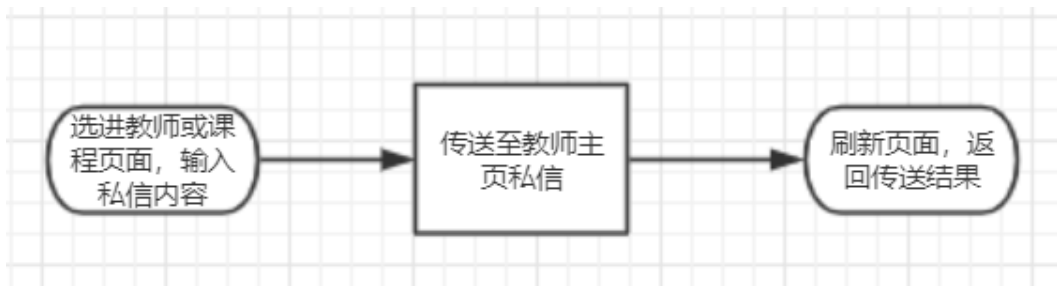 选进教师或课
程页面，输入
私信内容
传送至教师主
页私信
刷新页面，返
回传送结果